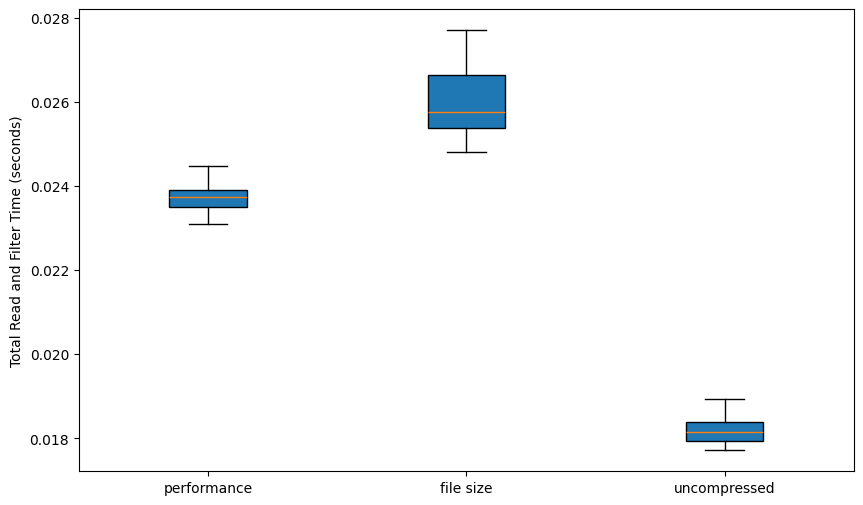 Total Read and Filter Time (seconds)
0.028
0.026
0.024
0.022
0.020
0.018
performance
file size
uncompressed